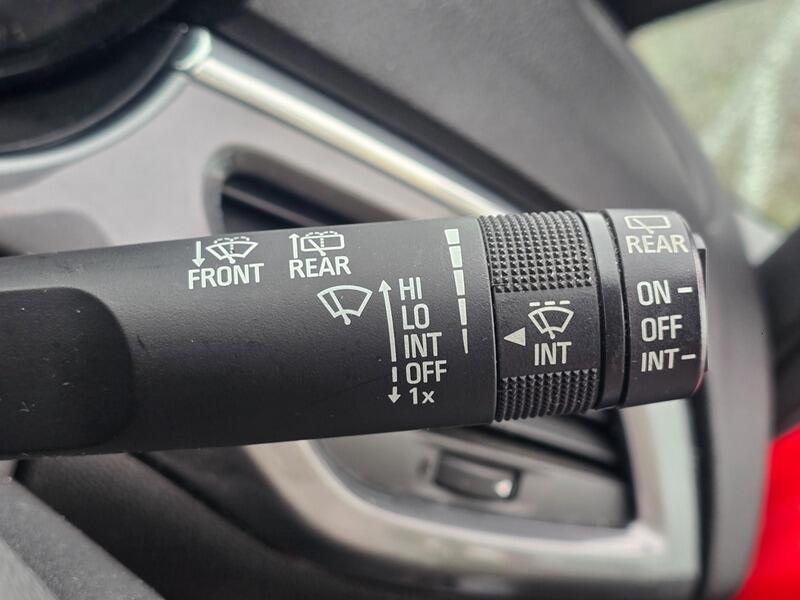 FRONT
REAR
HI
LO
INT
OFF
1x
INT
REAR
ON
OFF
INT